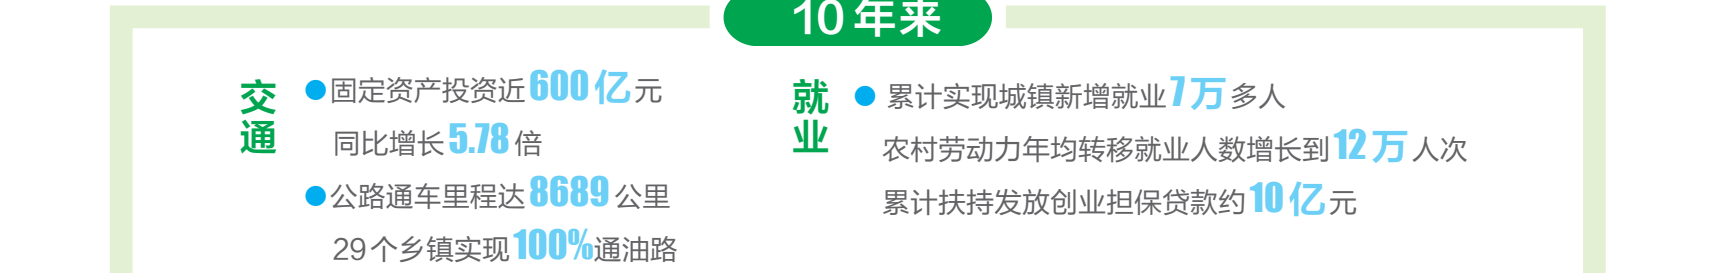 10年来
交通
●固定资产投资近600亿元
同比增长5.78倍
●公路通车里程达8689公里
29个乡镇实现100%通油路
就业
● 累计实现城镇新增就业7万多人
农村劳动力年均转移就业人数增长到12万人次
累计扶持发放创业担保贷款约10亿元